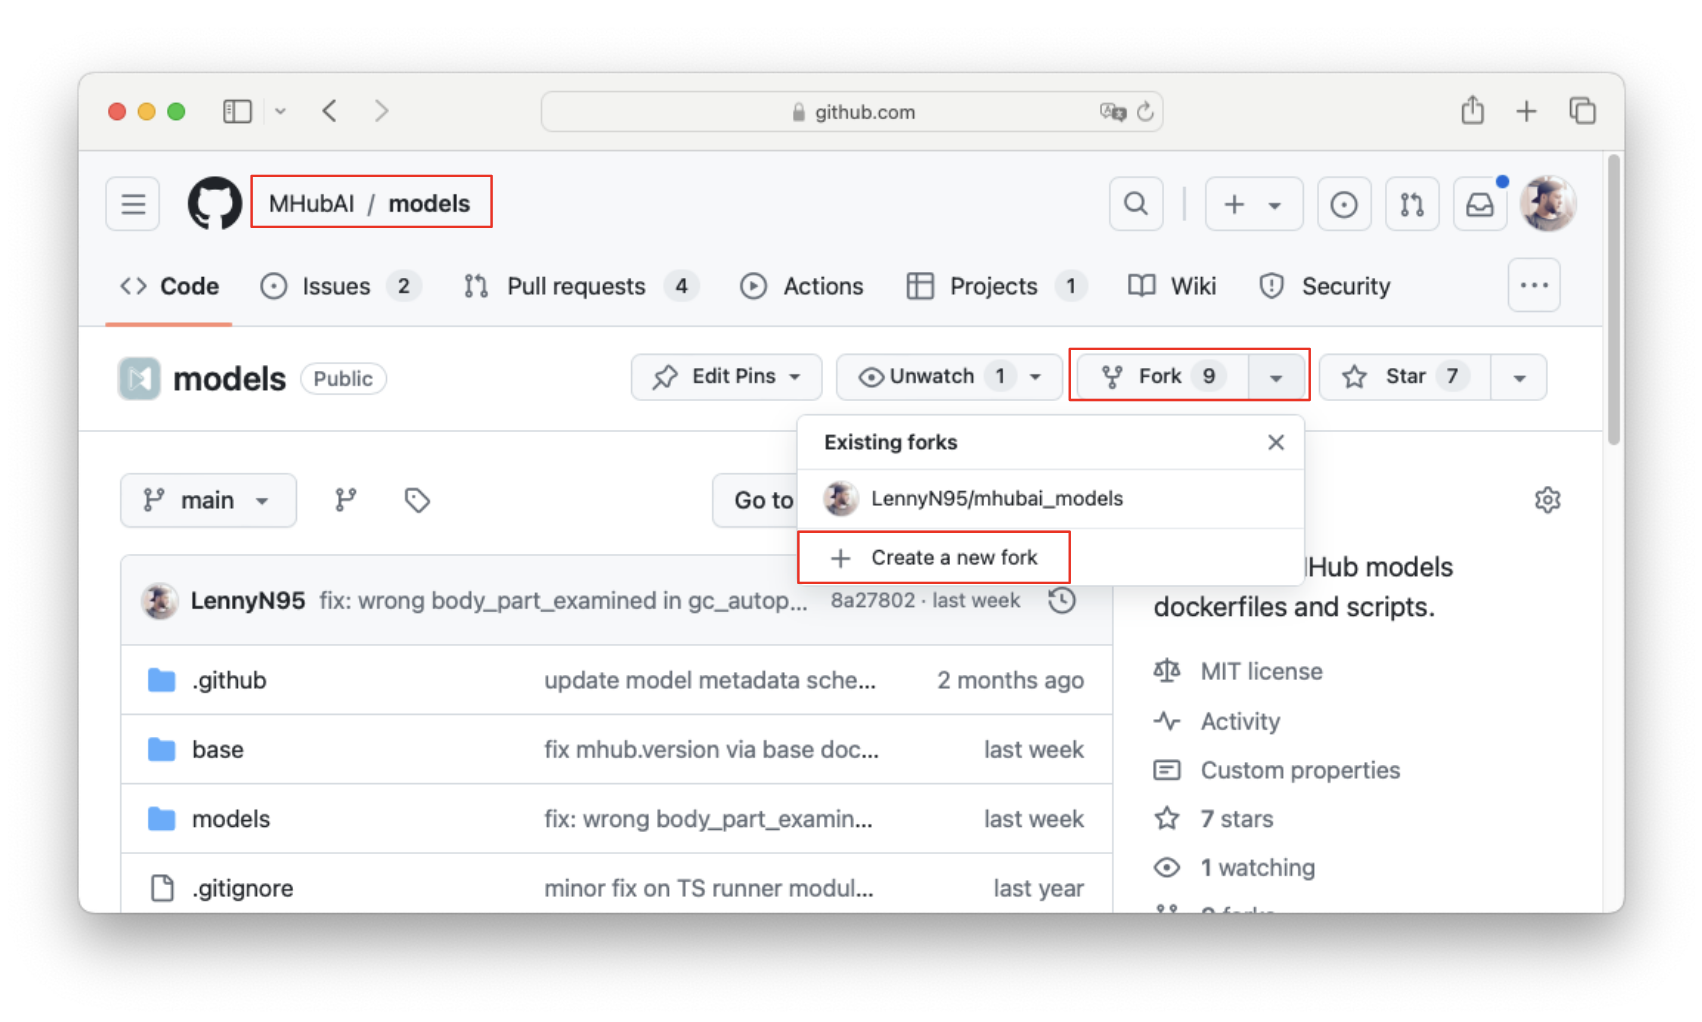 github.com
MHubAI / models
Code Issues 2 Pull requests 4 Actions Projects 1 Wiki Security
models Public Edit Pins Unwatch 1 Fork 9 Star 7
Existing forks
LennyN95/mhubai_models
main Go to
Create a new fork
Hub models
dockerfiles and scripts.
LennyN95 fix: wrong body_part_examined in gc_autop... 8a27802 · last week
.github update model metadata sche... 2 months ago
MIT license
Activity
base fix mhub.version via base doc... last week
Custom properties
models fix: wrong body_part_examin... last week
7 stars
1 watching
.gitignore minor fix on TS runner modul... last year